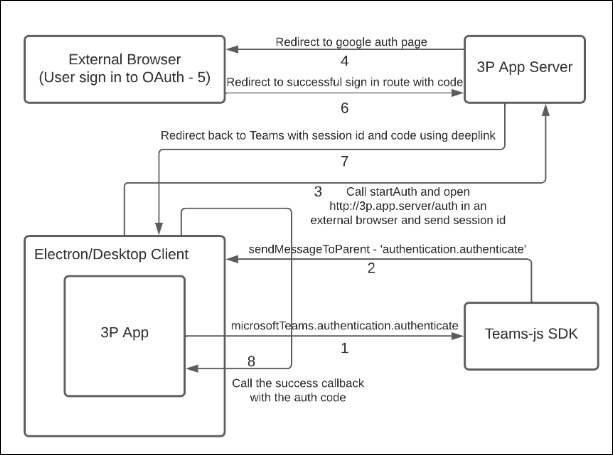 Redirect to google auth page
4
External Browser
(User sign in to OAuth - 5)
3P App Server
Redirect to successful sign in route with code
6
Redirect back to Teams with session id and code using deeplink
7
3
Call startAuth and open
http://3p.app.server/auth in an
external browser and send session id
Electron/Desktop Client
sendMessageToParent - 'authentication.authenticate'
2
3P App
microsoftTeams.authentication.authenticate
1
Teams-js SDK
8
Call the success callback
with the auth code